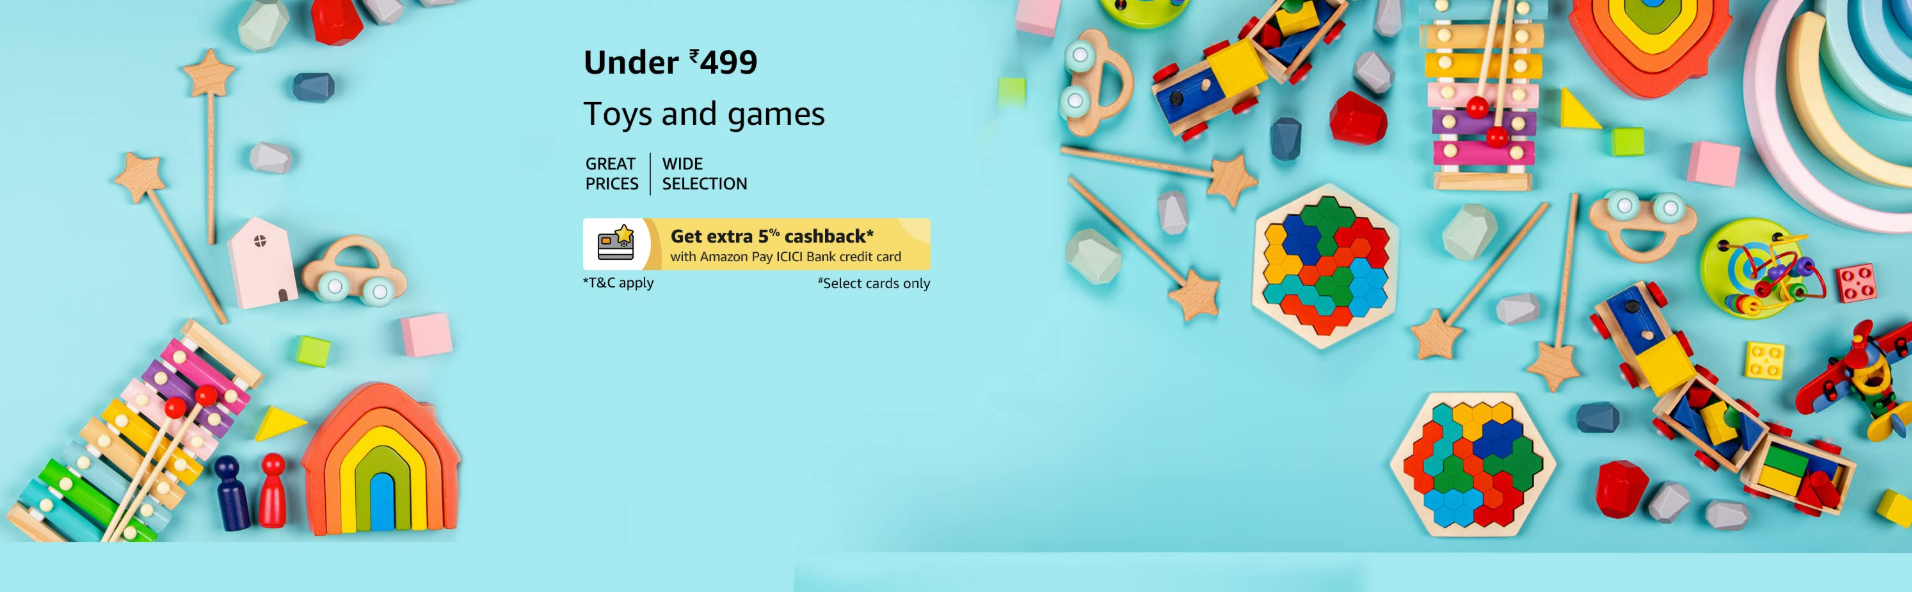 Under ₹499
Toys and games
GREAT PRICES | WIDE SELECTION
Get extra 5% cashback*
with Amazon Pay ICICI Bank credit card
*T&C apply
#Select cards only